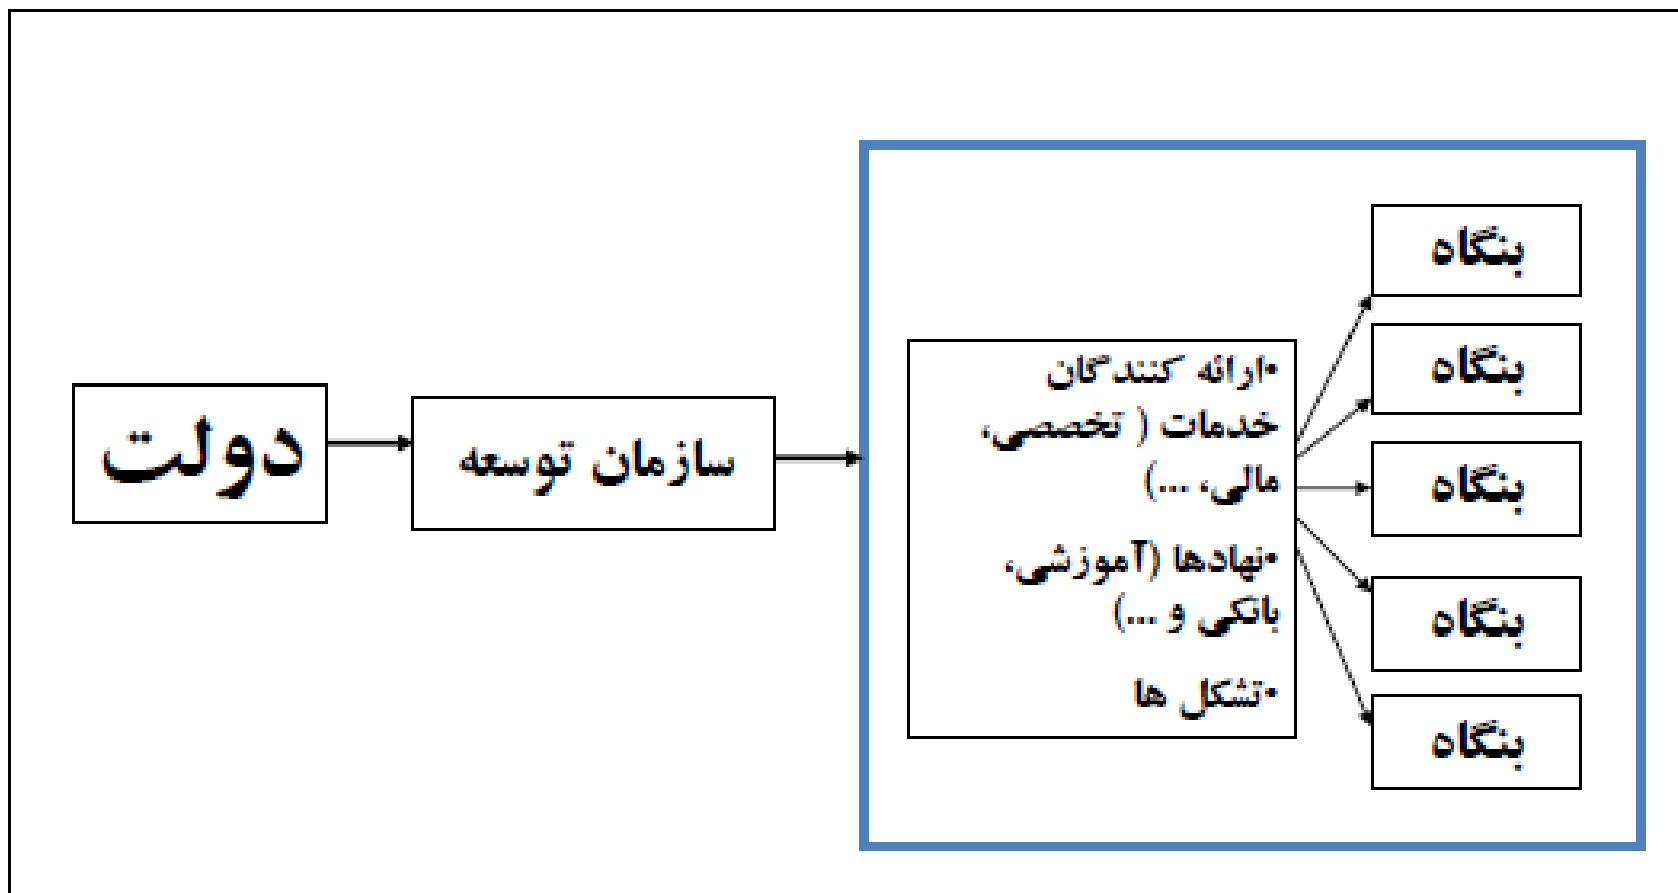 دولت
سازمان توسعه
•ارائه کنندگان
خدمات ( تخصصی،
مالی، ...)
•نهادها (آموزشی،
بانکی و ...)
•تشکل ها
بنگاه
بنگاه
بنگاه
بنگاه
بنگاه